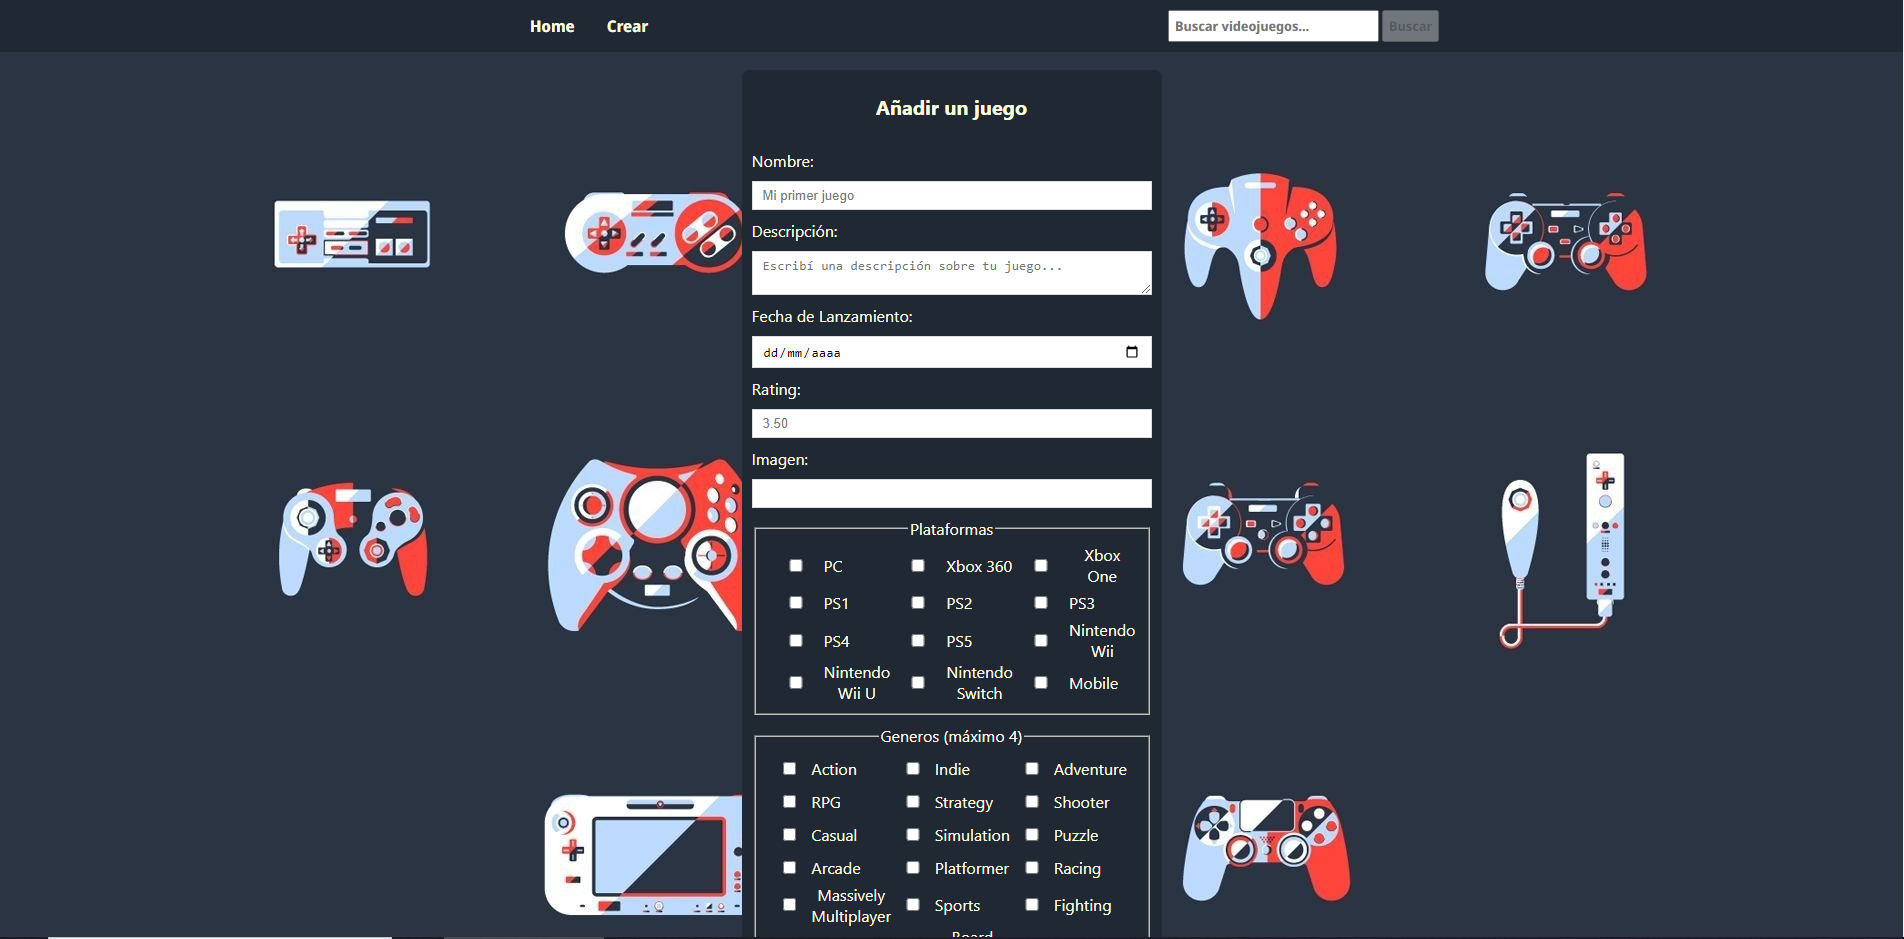 Home Crear Buscar videojuegos... Buscar
Añadir un juego
Nombre:
Mi primer juego
Descripción:
Escribí una descripción sobre tu juego...
Fecha de Lanzamiento:
dd/mm/aaaa
Rating:
3.50
Imagen:
Plataformas
PC Xbox 360 Xbox One
PS1 PS2 PS3
PS4 PS5 Nintendo Wii
Nintendo Wii U Nintendo Switch Mobile
Generos (máximo 4)
Action Indie Adventure
RPG Strategy Shooter
Casual Simulation Puzzle
Arcade Platformer Racing
Massively Multiplayer Sports Fighting
Board